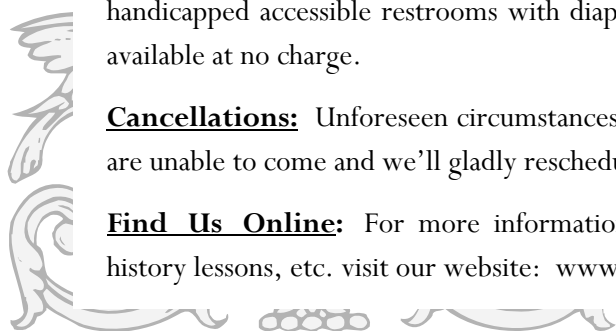 handicapped accessible restrooms with diap
available at no charge.
Cancellations: Unforeseen circumstances
are unable to come and we'll gladly reschedu
Find Us Online: For more informatio
history lessons, etc. visit our website: www